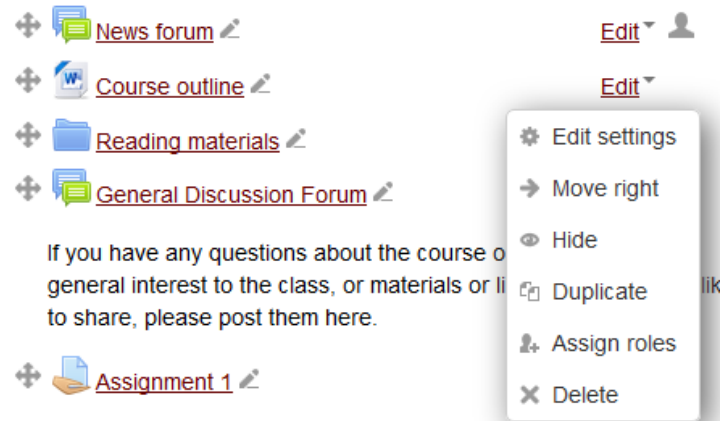 News forum Edit
Course outline Edit
Reading materials
General Discussion Forum
If you have any questions about the course
general interest to the class, or materials or
to share, please post them here.
Assignment 1
Edit settings
Move right
Hide
Duplicate
Assign roles
Delete